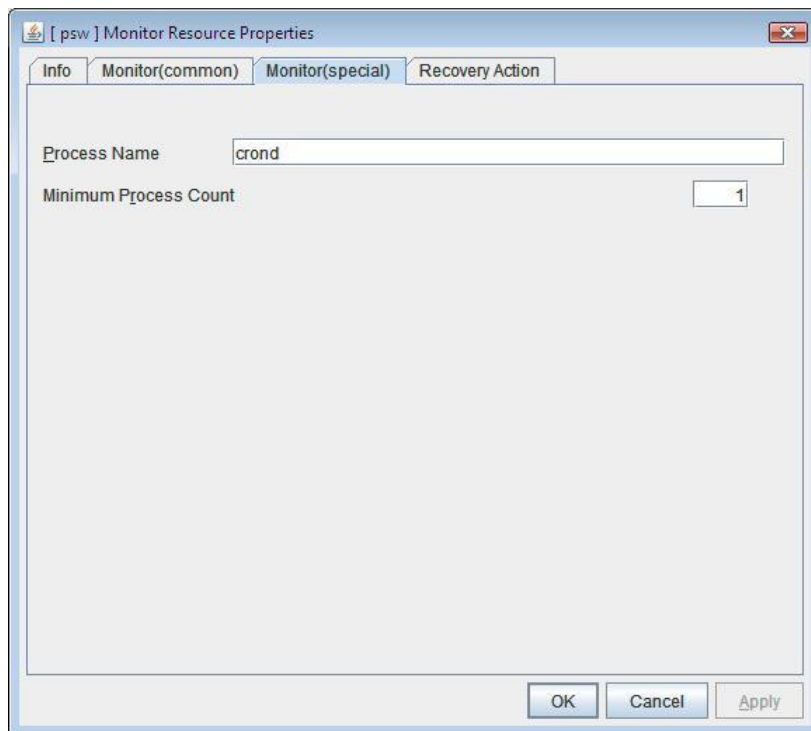 [ psw ] Monitor Resource Properties
Info Monitor(common) Monitor(special) Recovery Action
Process Name crond
Minimum Process Count 1
OK Cancel Apply